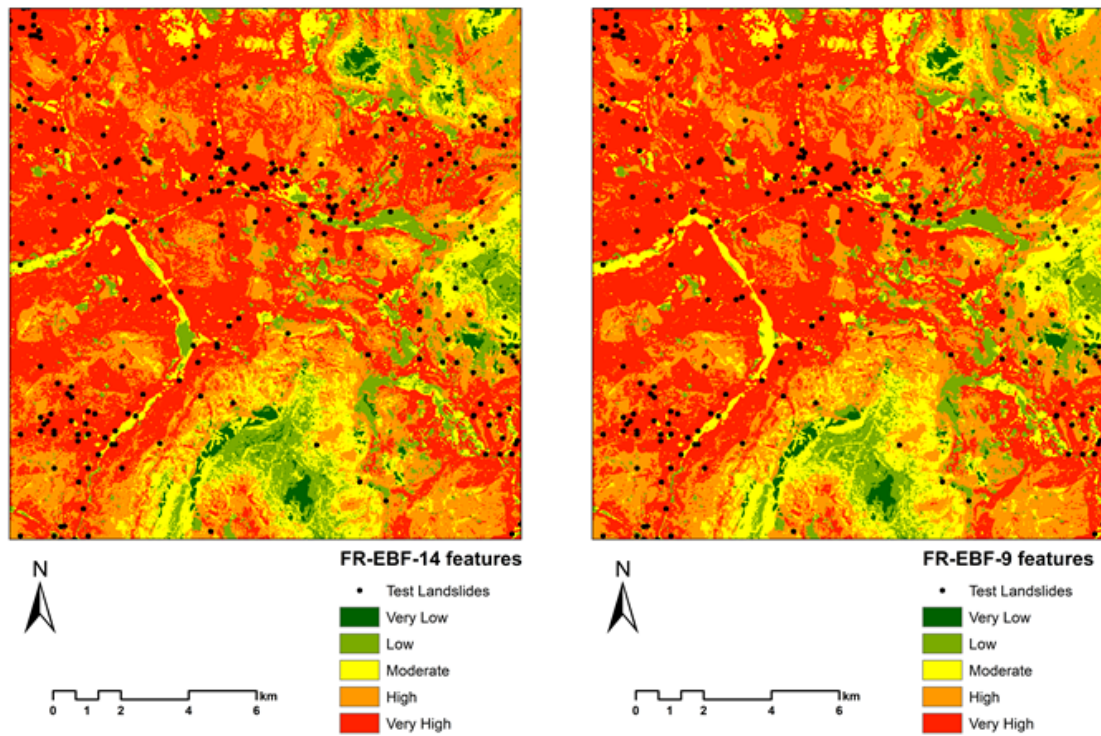 FR-EBF-14 features
N
Test Landslides
Very Low
Low
Moderate
High
Very High
km
0 1 2 4 6
FR-EBF-9 features
N
Test Landslides
Very Low
Low
Moderate
High
Very High
km
0 1 2 4 6